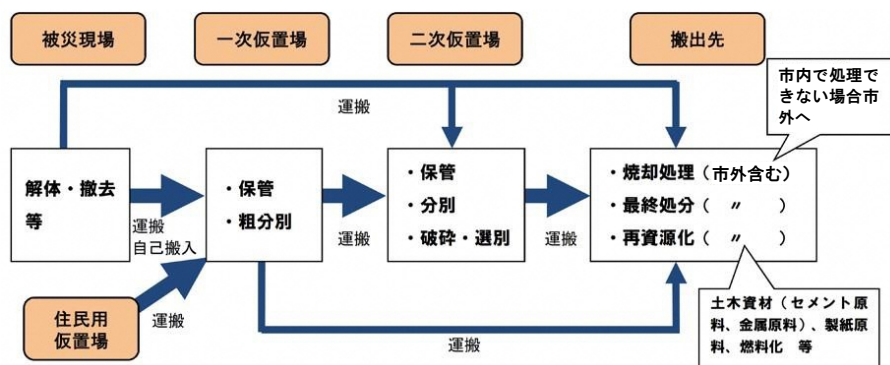 被災現場
一次仮置場
二次仮置場
搬出先
市内で処理で
きない場合市
外へ
運搬
解体・撤去
等
運搬
自己搬入
・保管
・粗分別
運搬
・保管
・分別
・破砕・選別
運搬
・焼却処理(市外含む)
・最終処分( 〃 )
・再資源化( 〃 )
住民用
仮置場
運搬
運搬
土木資材(セメント原
料、金属原料)、製紙原
料、燃料化 等